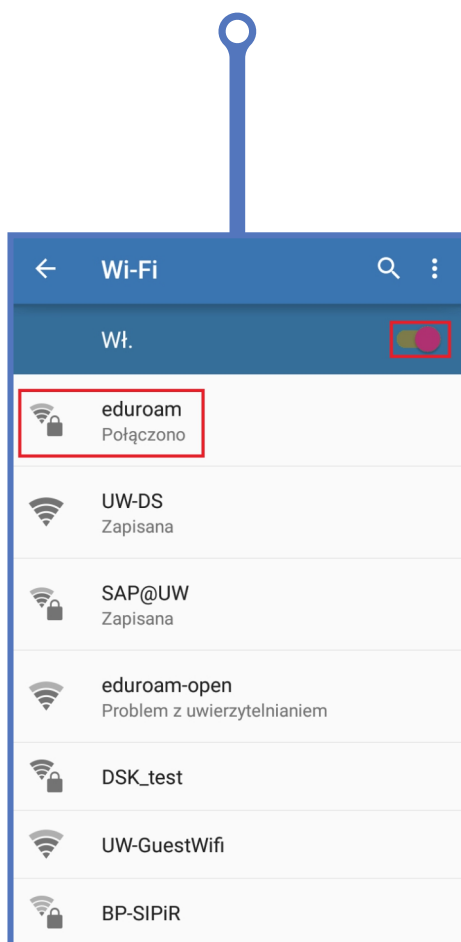 Wi-Fi
Wł.
eduroam
Połączono
UW-DS
Zapisana
SAP@UW
Zapisana
eduroam-open
Problem z uwierzytelnianiem
DSK_test
UW-GuestWifi
BP-SIPiR